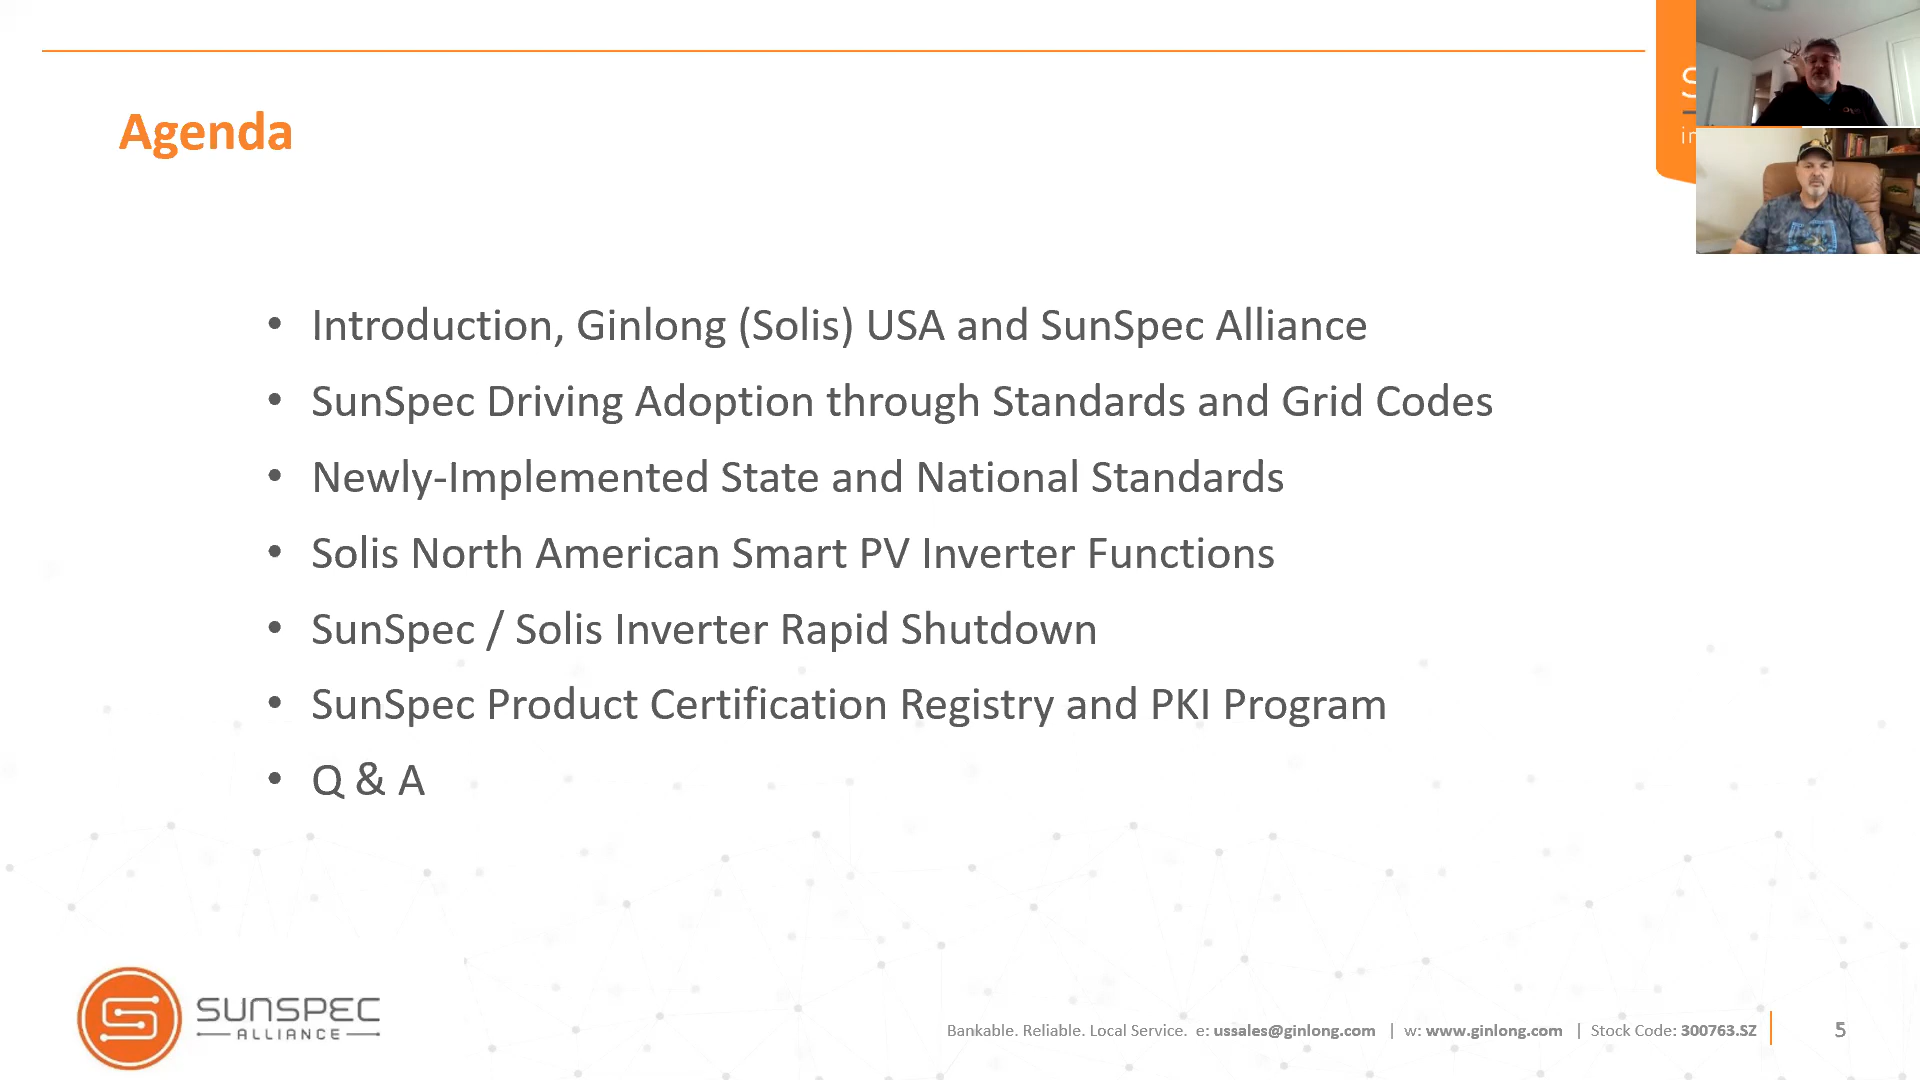 Agenda
• Introduction, Ginlong (Solis) USA and SunSpec Alliance
• SunSpec Driving Adoption through Standards and Grid Codes
• Newly-Implemented State and National Standards
• Solis North American Smart PV Inverter Functions
• SunSpec / Solis Inverter Rapid Shutdown
• SunSpec Product Certification Registry and PKI Program
• Q & A
SUNSPEC
ALLIANCE
Bankable. Reliable. Local Service. e: ussales@ginlong.com | w: www.ginlong.com | Stock Code: 300763.SZ
5